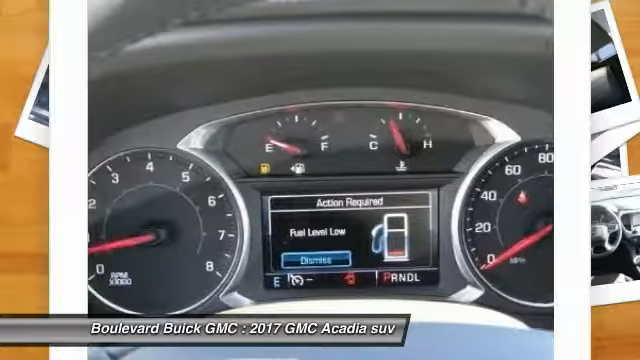 E F C H
1 2 3 4 5 6 7 8
0
RPM
X1000
Action Required
Fuel Level Low
Dismiss
E PRNDL
80
60
40
20
0
MPH
Boulevard Buick GMC : 2017 GMC Acadia suv